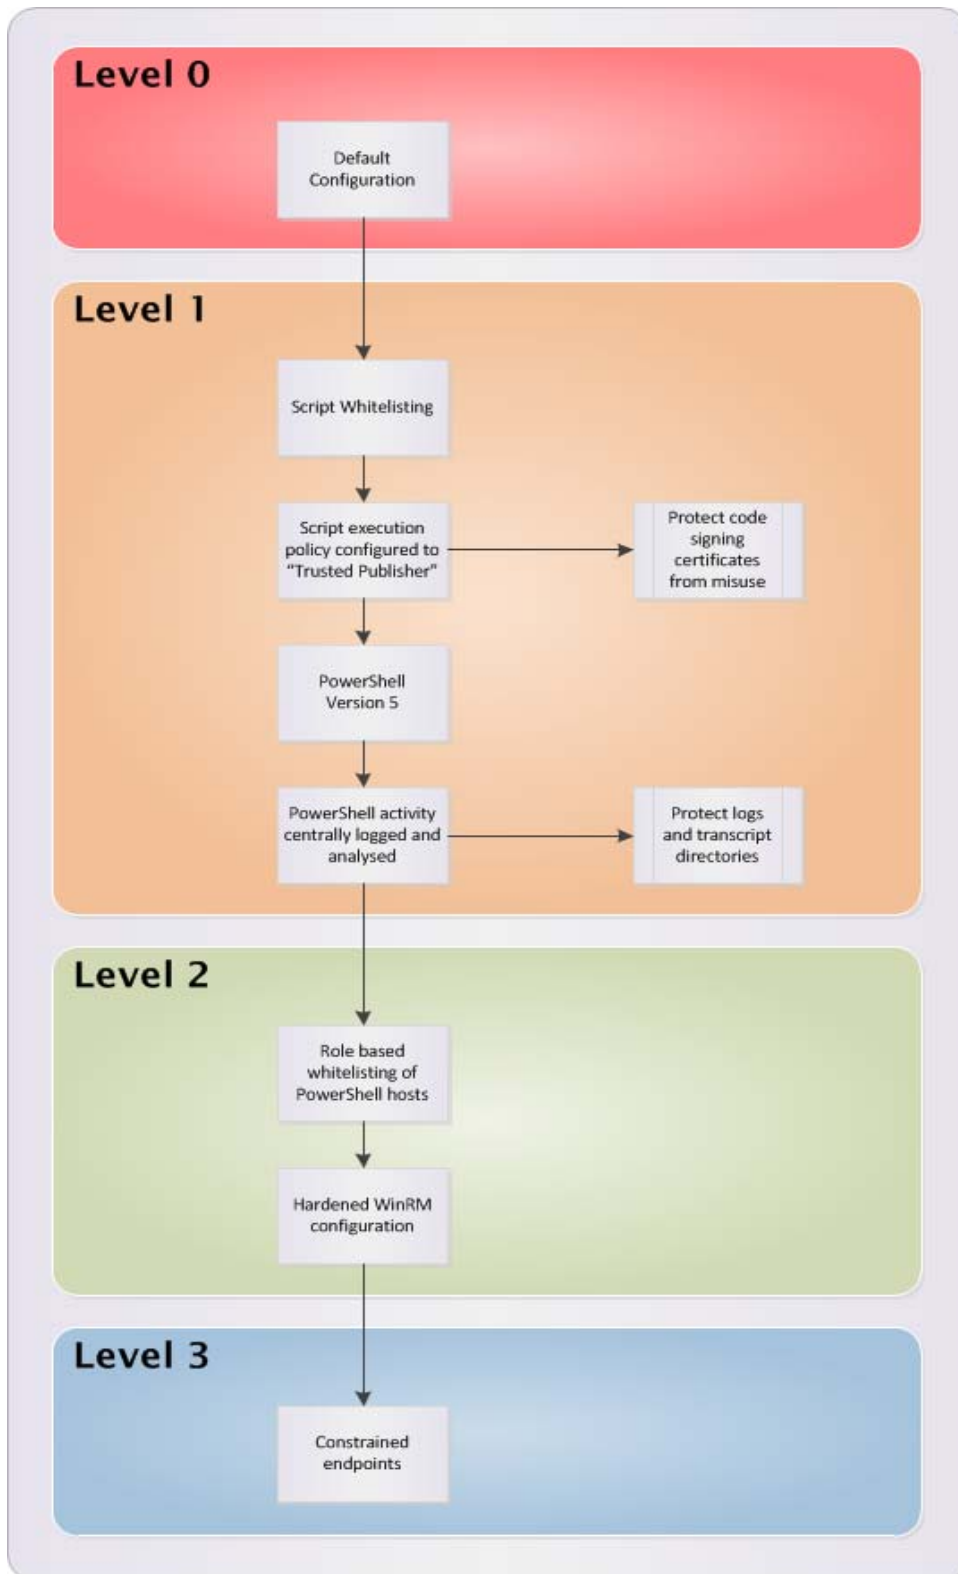 Level 0
Default
Configuration
Level 1
Script Whitelisting
Script execution
policy configured to
“Trusted Publisher”
Protect code
signing
certificates
from misuse
PowerShell
Version 5
PowerShell activity
centrally logged and
analysed
Protect logs
and transcript
directories
Level 2
Role based
whitelisting of
PowerShell hosts
Hardened WinRM
configuration
Level 3
Constrained
endpoints